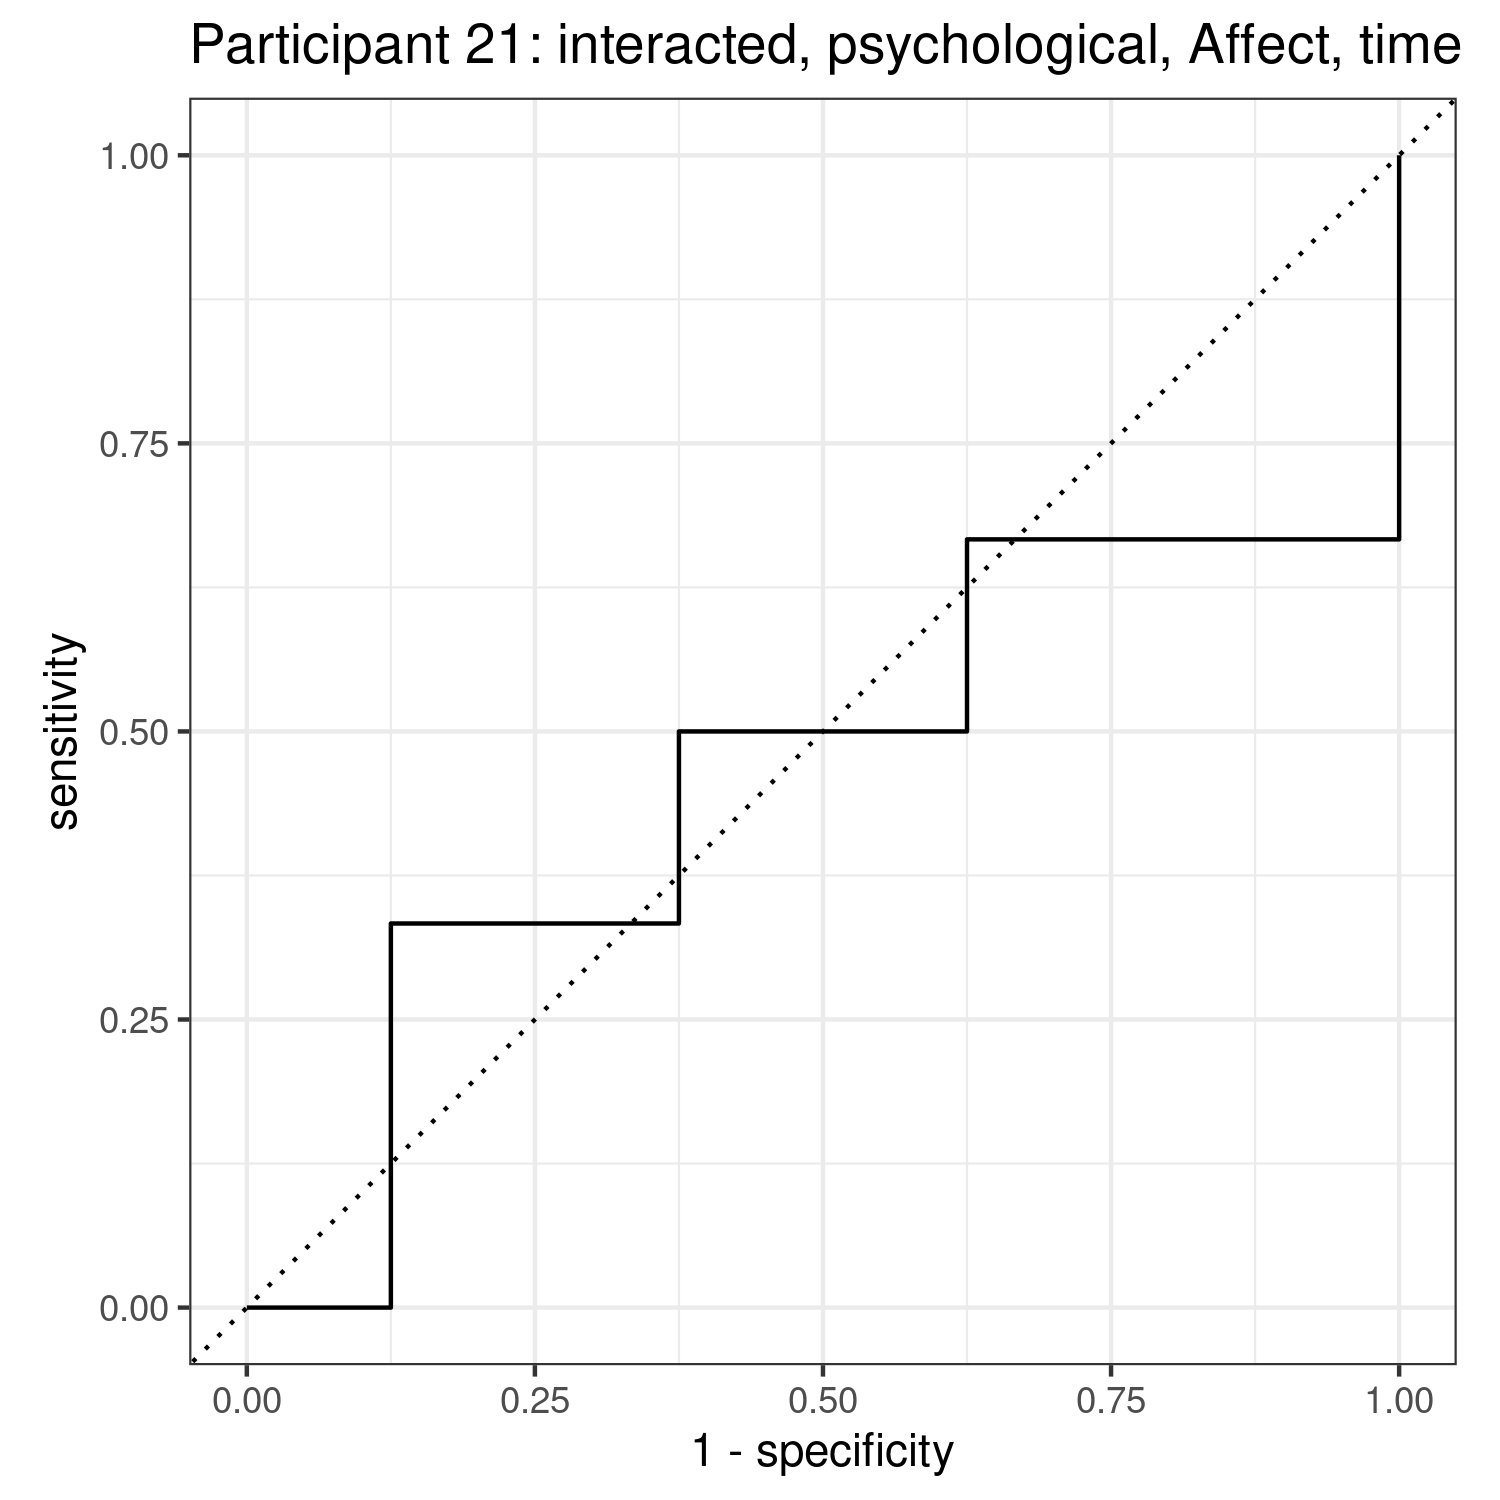 Participant 21: interacted, psychological, Affect, time
1.00
0.75
0.50
0.25
0.00
sensitivity
0.00 0.25 0.50 0.75 1.00
1 - specificity